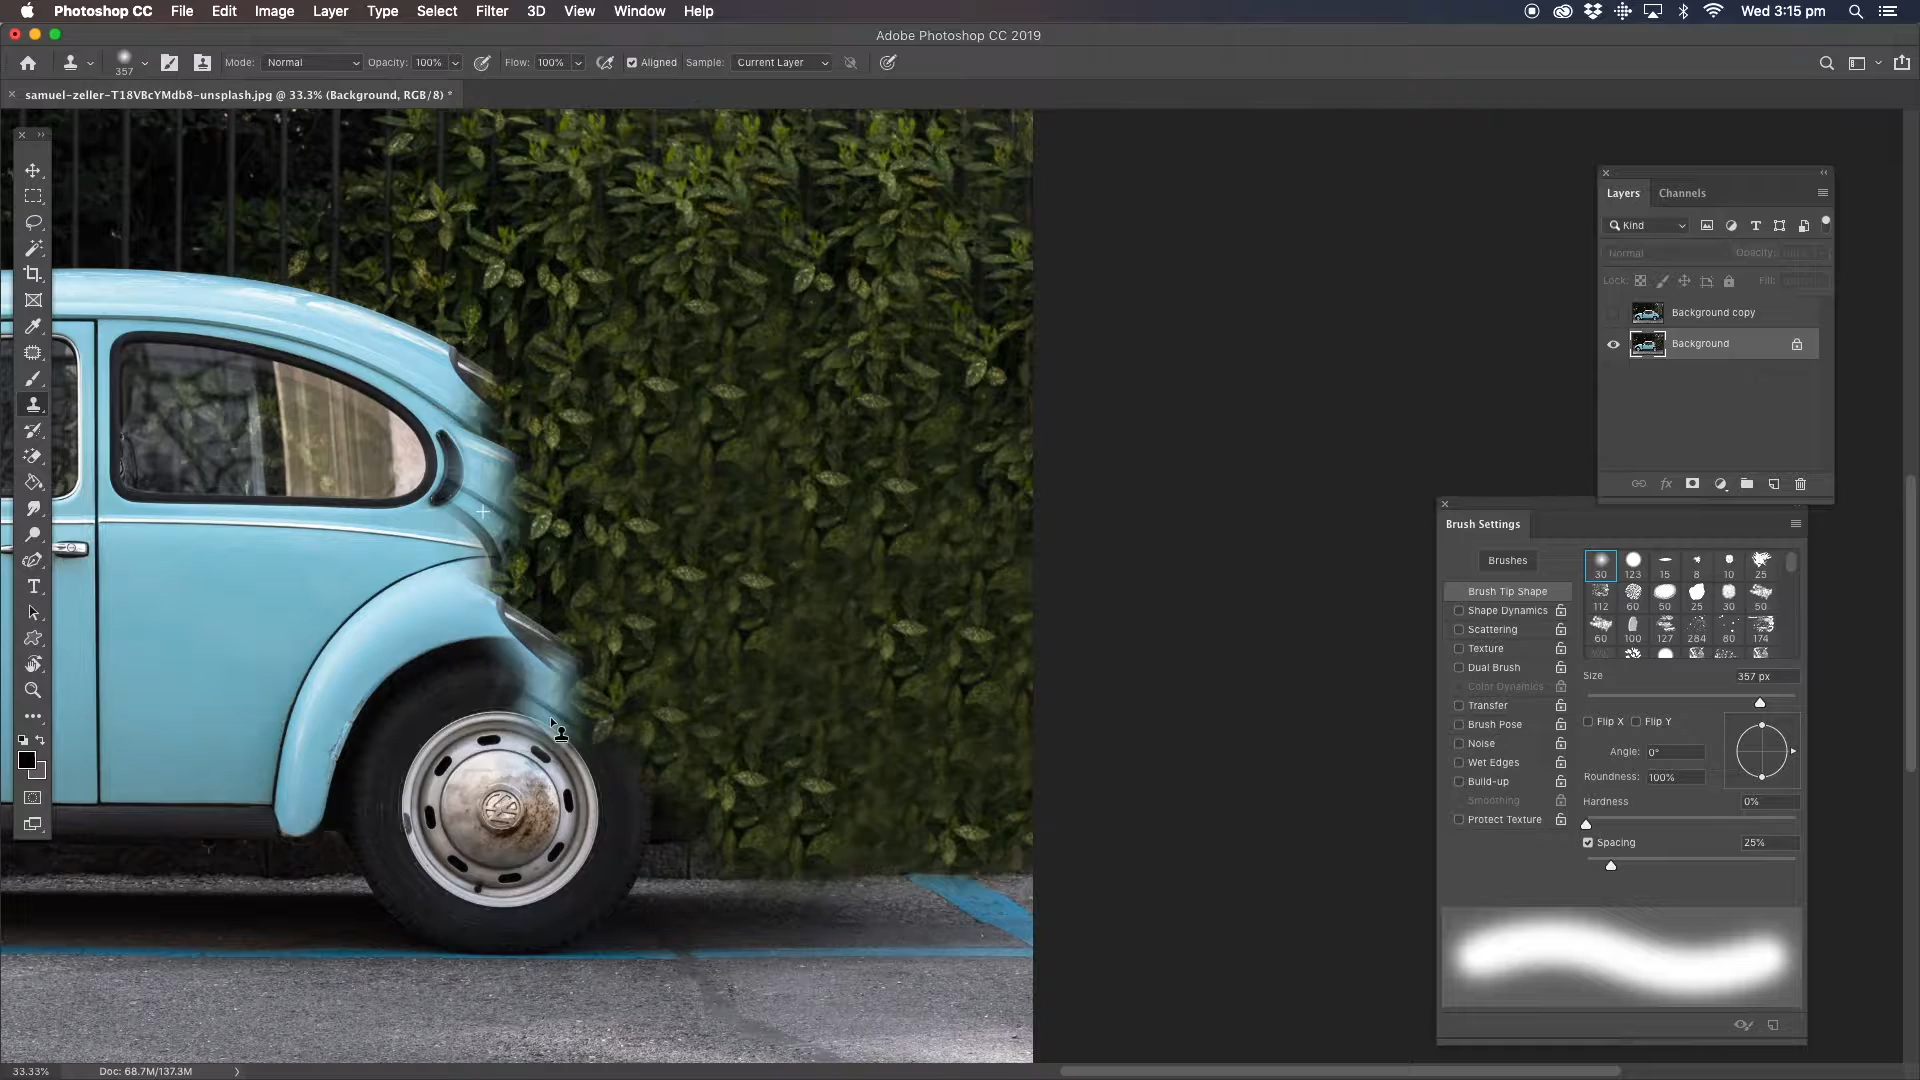 Photoshop CC File Edit Image Layer Type Select Filter 3D View Window Help Wed 3:15 pm
Adobe Photoshop CC 2019
357 Mode: Normal Opacity: 100% Flow: 100% Aligned Sample: Current Layer
samuel-zeller-T18VBcYMdb8-unsplash.jpg @ 33.3% (Background, RGB/8) *
Layers Channels
Kind
Normal Opacity:
Lock: Fill:
Background copy
Background
Brush Settings
Brushes
30 123 15 8 10 25
Brush Tip Shape
Shape Dynamics
112 60 50 25 30 50
Scattering
60 100 127 284 80 174
Texture
Dual Brush
Size 357 px
Color Dynamics
Transfer
Flip X Flip Y
Brush Pose
Noise
Angle: 0°
Wet Edges
Roundness: 100%
Build-up
Smoothing
Hardness 0%
Protect Texture
Spacing 25%
33.33% Doc: 68.7M/137.3M